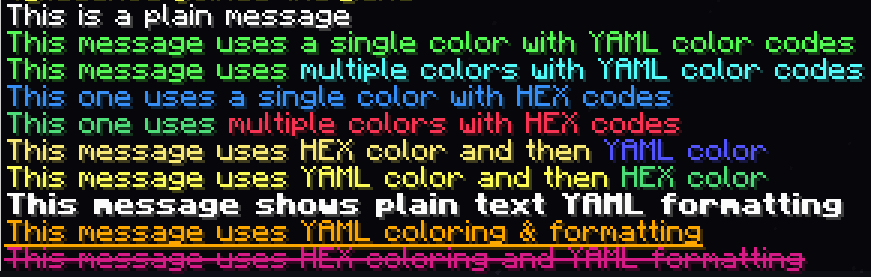 This is a plain message
This message uses a single color with YAML color codes
This message uses multiple colors with YAML color codes
This one uses a single color with HEX codes
This one uses multiple colors with HEX codes
This message uses HEX color and then YAML color
This message uses YAML color and then HEX color
This message shows plain text YAML formatting
This message uses YAML coloring & formatting
This message uses HEX coloring and YAML formatting